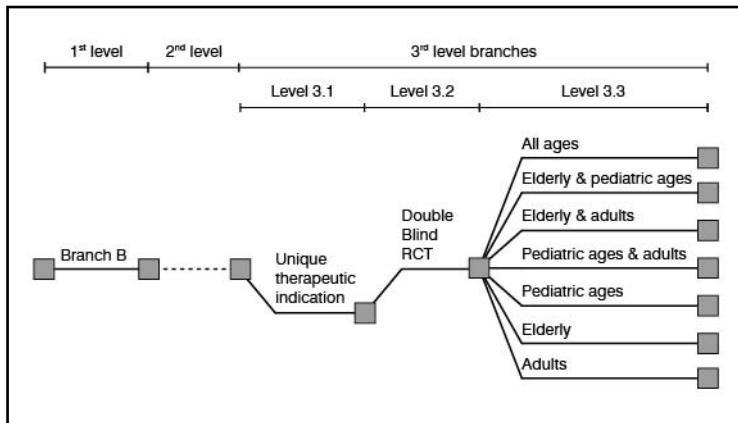 1st level
2nd level
3rd level branches
Level 3.1
Level 3.2
Level 3.3
All ages
Elderly & pediatric ages
Double
Blind
RCT
Elderly & adults
Branch B
Unique
therapeutic
indication
Pediatric ages & adults
Pediatric ages
Elderly
Adults